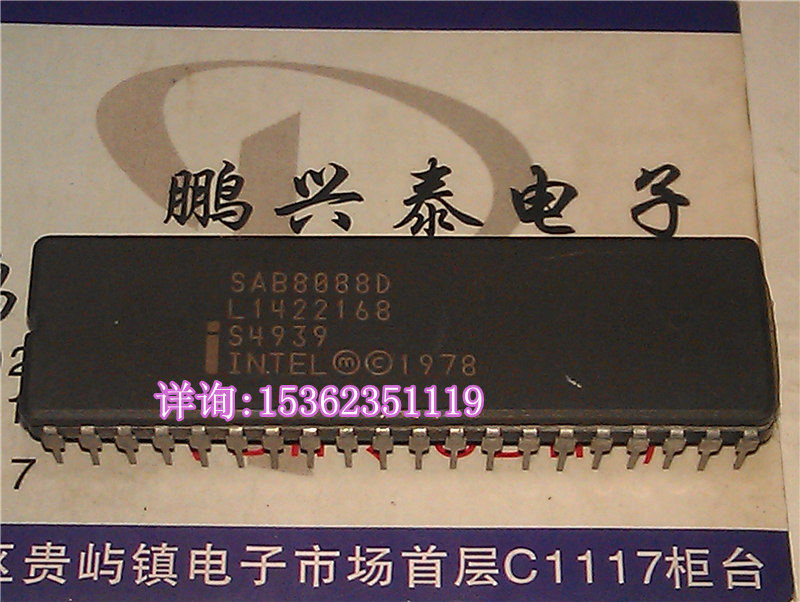 鹏兴泰电子
SAB8088D
L1422168
S4939
i INTEL Ⓜ©1978
详询:15362351119
7
区贵屿镇电子市场首层C1117柜台